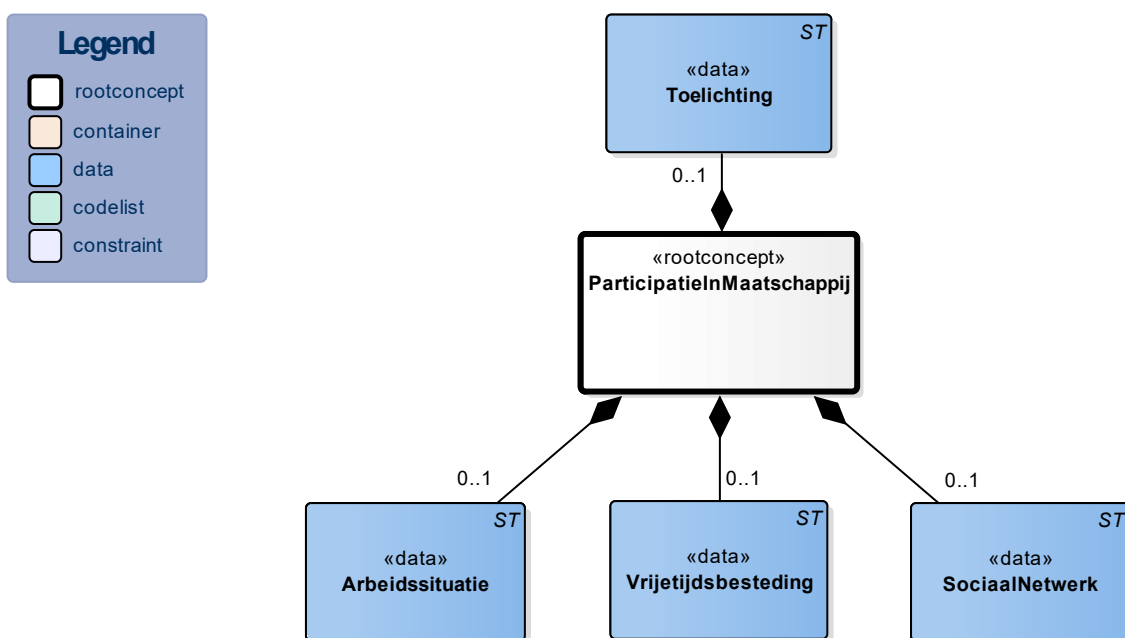 Legend
rootconcept
container
data
codelist
constraint
ST
«data»
Toelichting
0..1
«rootconcept»
ParticipatieInMaatschappij
0..1
0..1
0..1
ST
«data»
Arbeidssituatie
ST
«data»
Vrijetijdsbesteding
ST
«data»
SociaalNetwerk